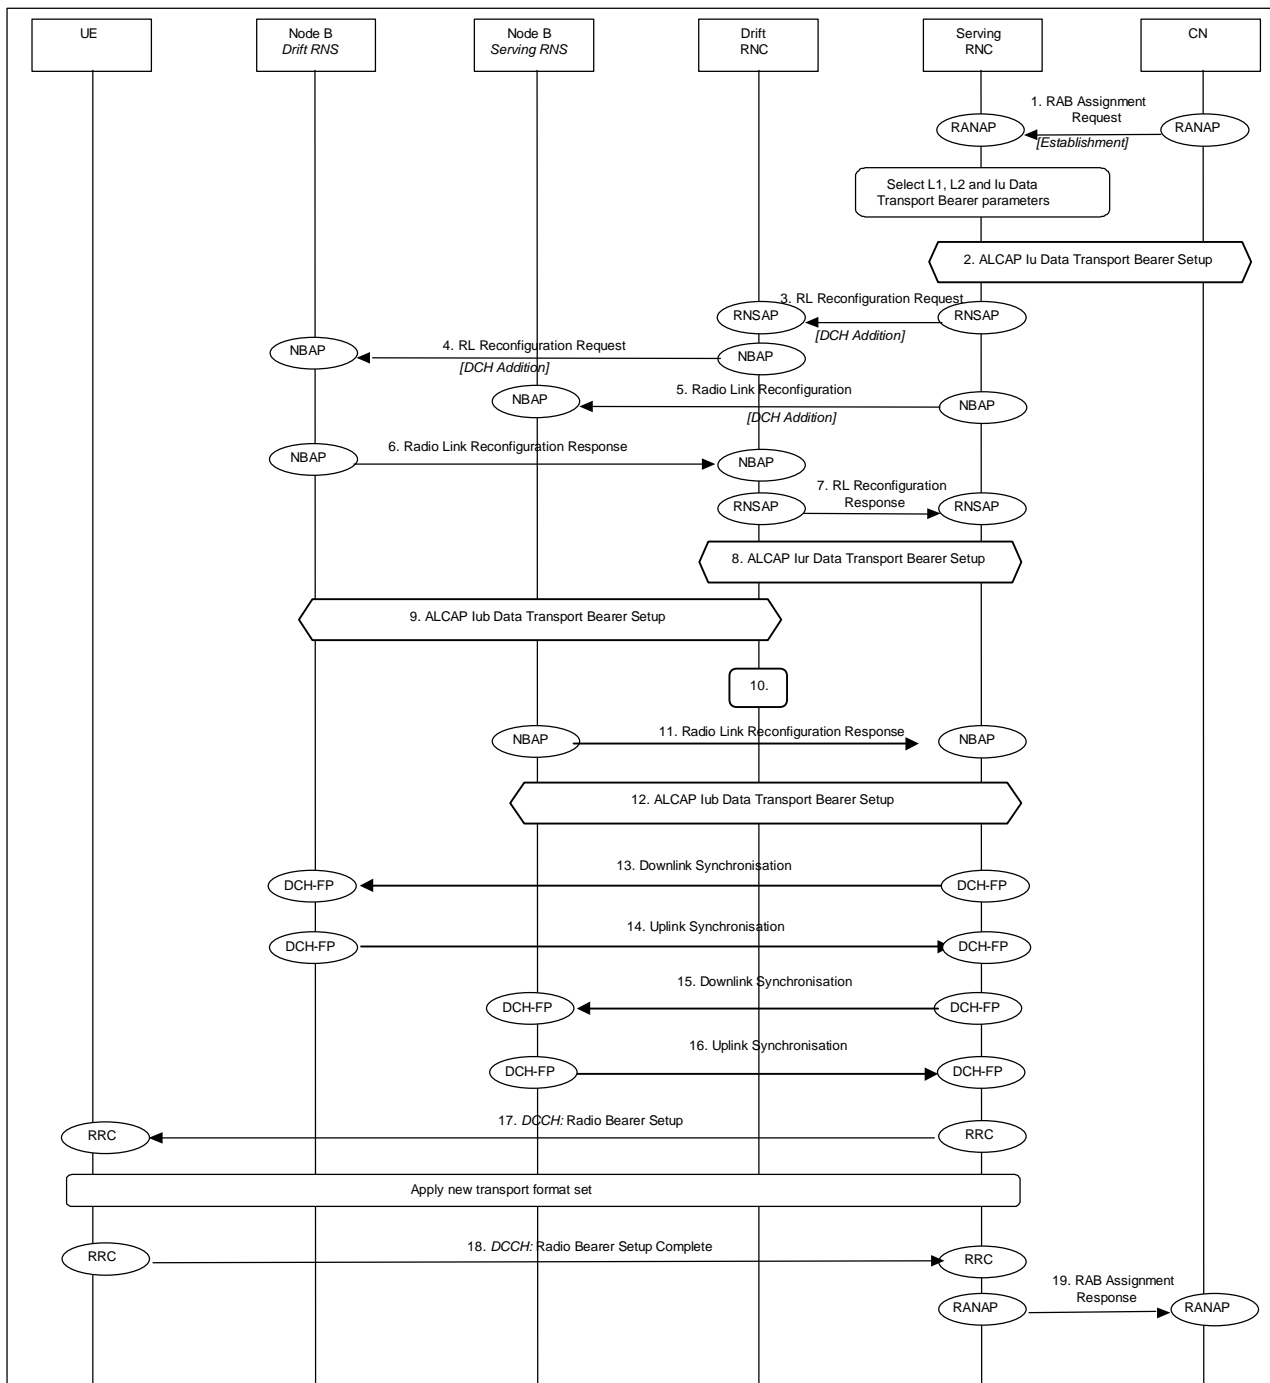 UE
Node B
Drift RNS
Node B
Serving RNS
Drift
RNC
Serving
RNC
CN
1. RAB Assignment
Request
RANAP
RANAP
[Establishment]
Select L1, L2 and Iu Data
Transport Bearer parameters
2. ALCAP Iu Data Transport Bearer Setup
3. RL Reconfiguration Request
RNSAP
RNSAP
[DCH Addition]
4. RL Reconfiguration Request
NBAP
NBAP
[DCH Addition]
5. Radio Link Reconfiguration
NBAP
NBAP
[DCH Addition]
6. Radio Link Reconfiguration Response
NBAP
NBAP
7. RL Reconfiguration
Response
RNSAP
RNSAP
8. ALCAP Iur Data Transport Bearer Setup
9. ALCAP Iub Data Transport Bearer Setup
10.
11. Radio Link Reconfiguration Response
NBAP
NBAP
12. ALCAP Iub Data Transport Bearer Setup
13. Downlink Synchronisation
DCH-FP
DCH-FP
14. Uplink Synchronisation
DCH-FP
DCH-FP
15. Downlink Synchronisation
DCH-FP
DCH-FP
16. Uplink Synchronisation
DCH-FP
DCH-FP
17. DCCH: Radio Bearer Setup
RRC
RRC
Apply new transport format set
18. DCCH: Radio Bearer Setup Complete
RRC
RRC
19. RAB Assignment
Response
RANAP
RANAP